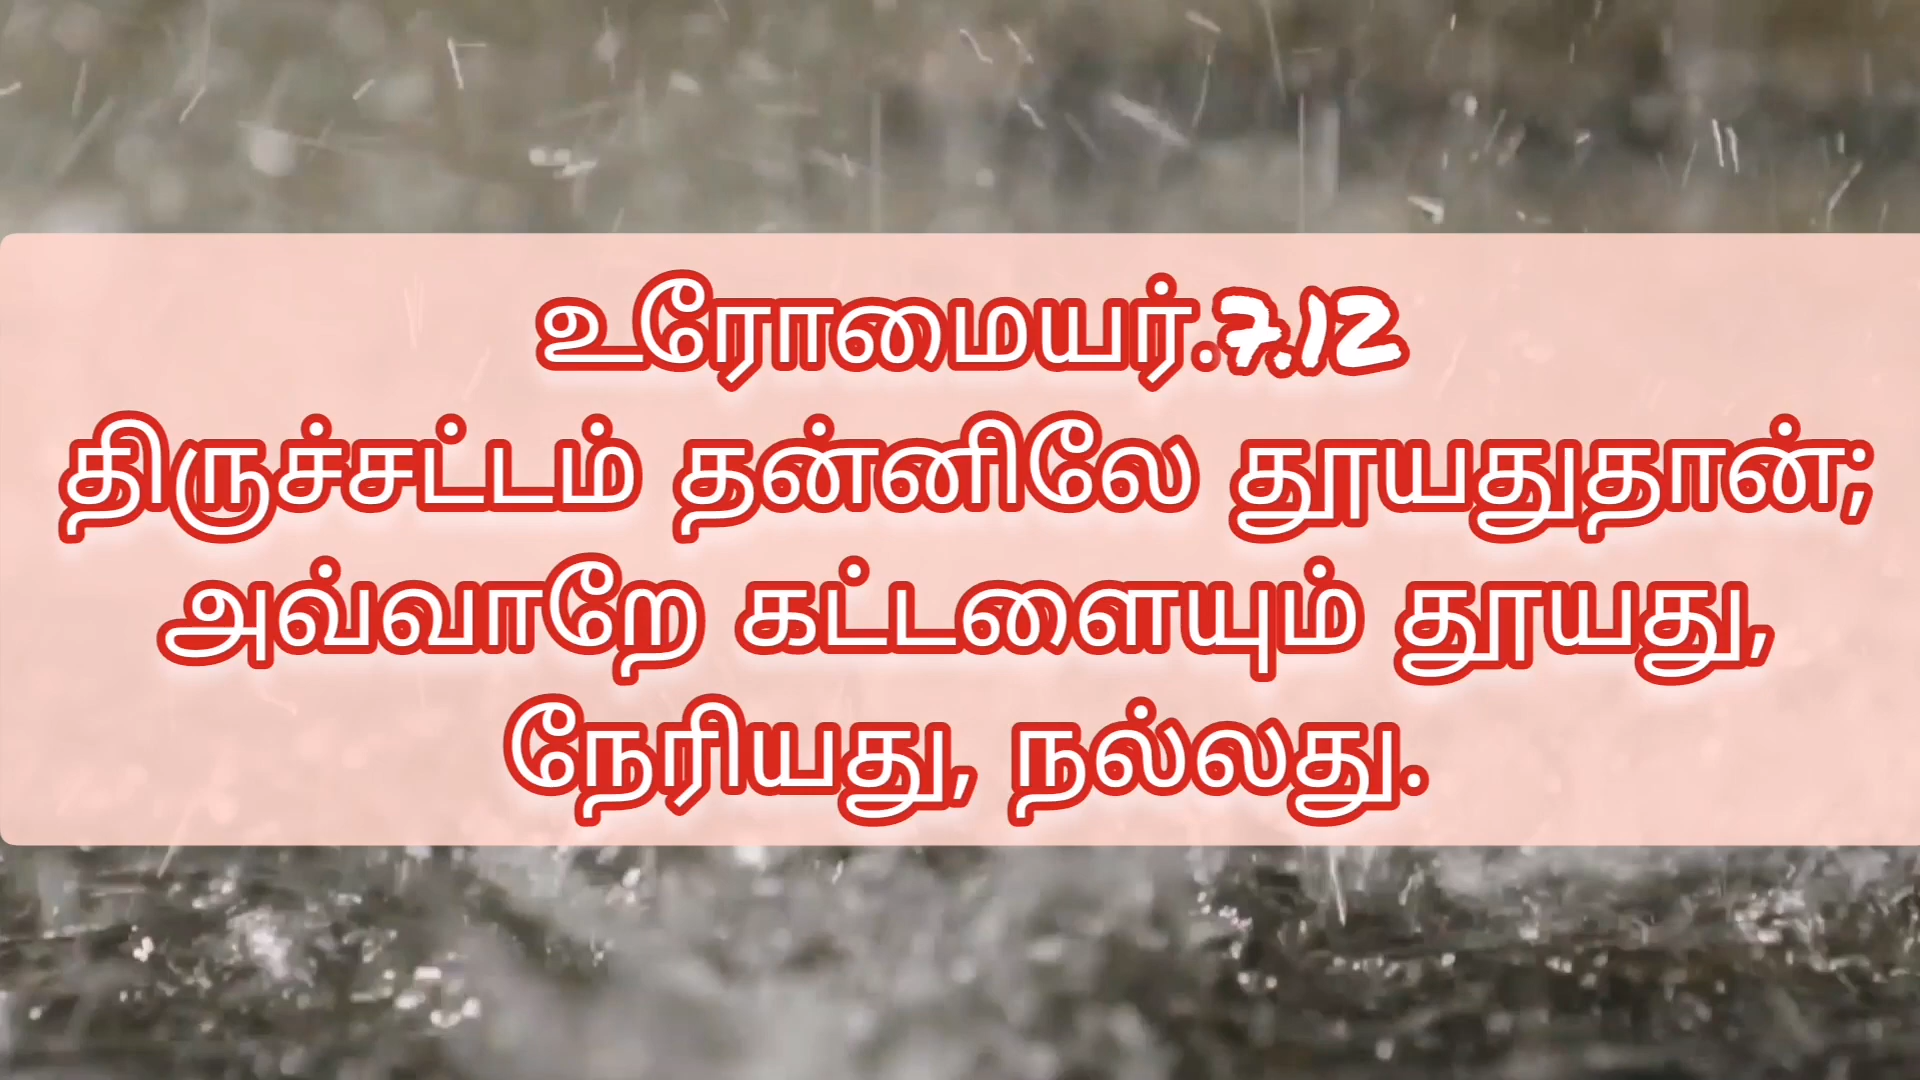 உரோமையர்.7.12
திருச்சட்டம் தன்னிலே தூயதுதான்;
அவ்வாறே கட்டளையும் தூயது,
நேரியது, நல்லது.